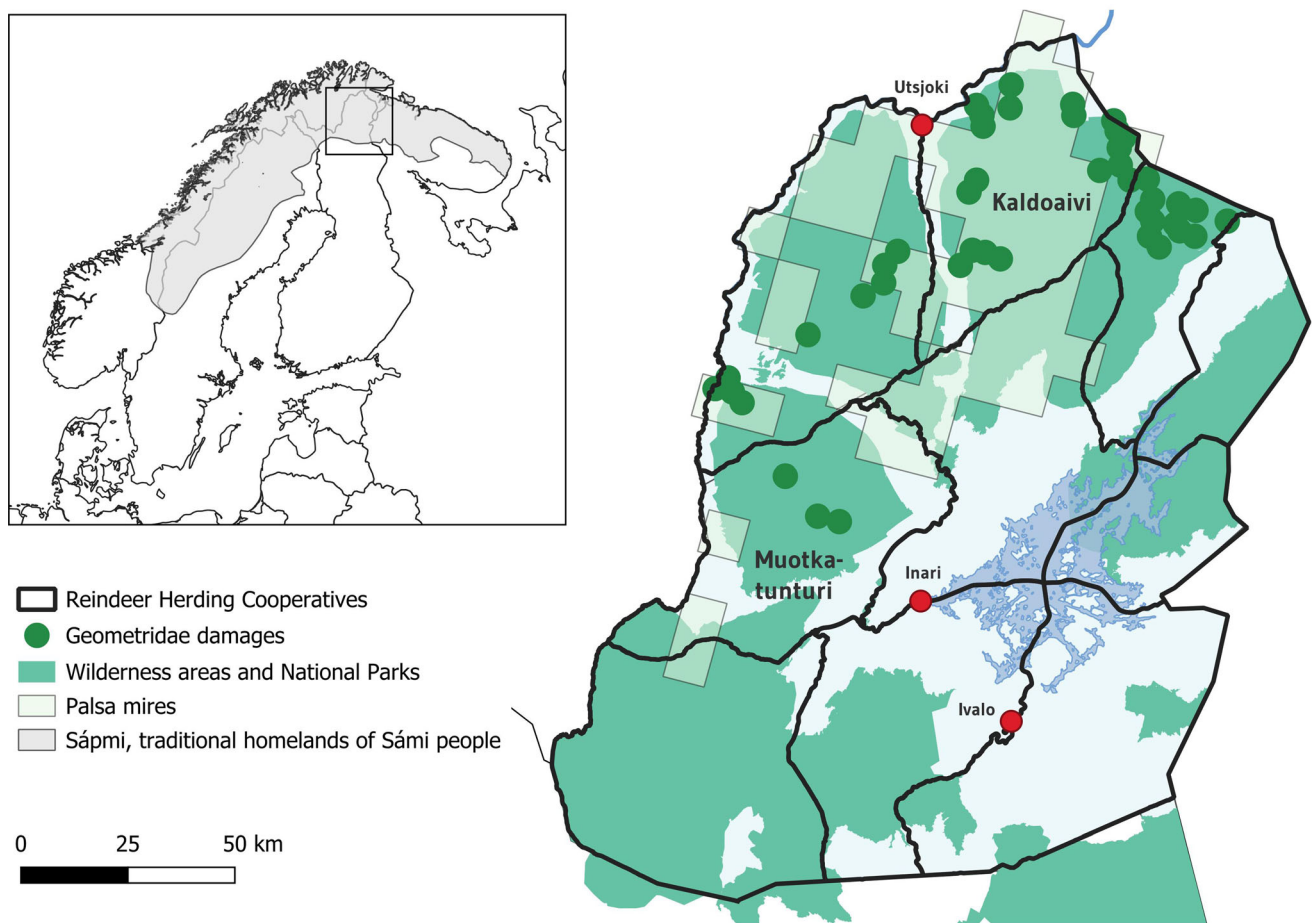 Utsjoki
Kaldoaivi
Muotka-
tunturi
Inari
Ivalo
Reindeer Herding Cooperatives
Geometridae damages
Wilderness areas and National Parks
Palsa mires
Sápmi, traditional homelands of Sámi people
0 25 50 km